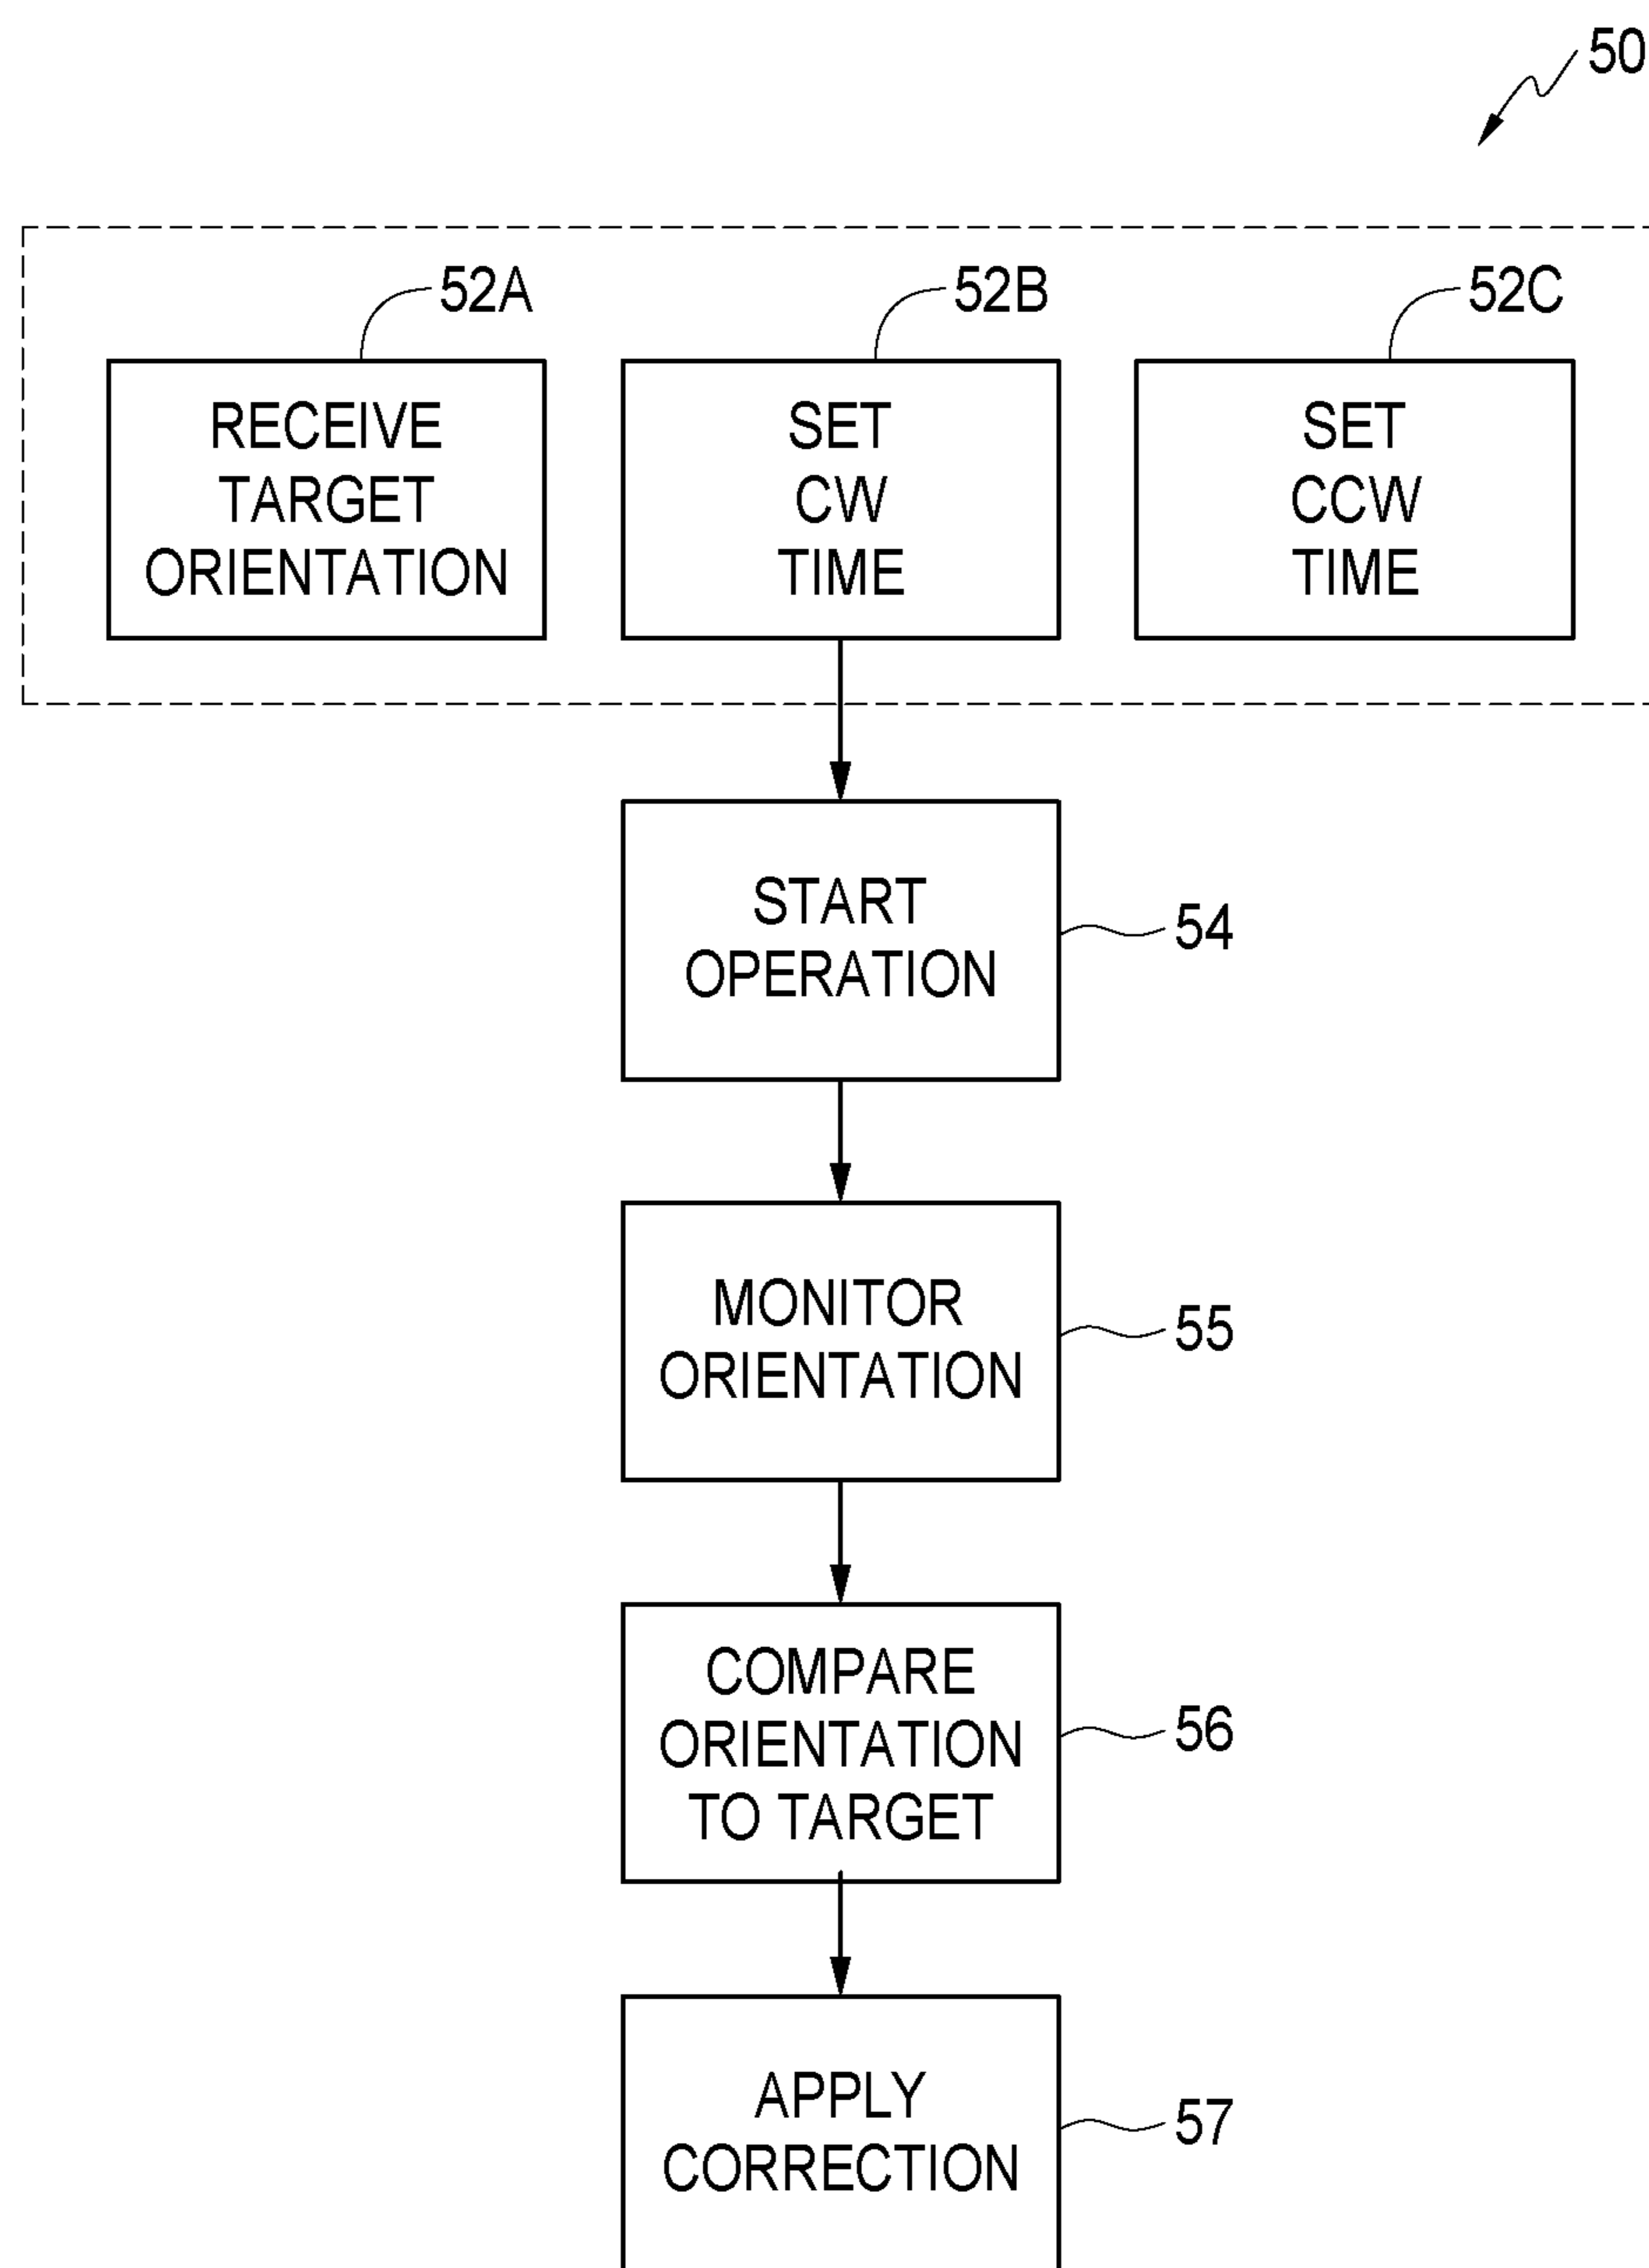 50
52A
52B
52C
RECEIVE
TARGET
ORIENTATION
SET
CW
TIME
SET
CCW
TIME
START
OPERATION
54
MONITOR
ORIENTATION
55
COMPARE
ORIENTATION
TO TARGET
56
APPLY
CORRECTION
57